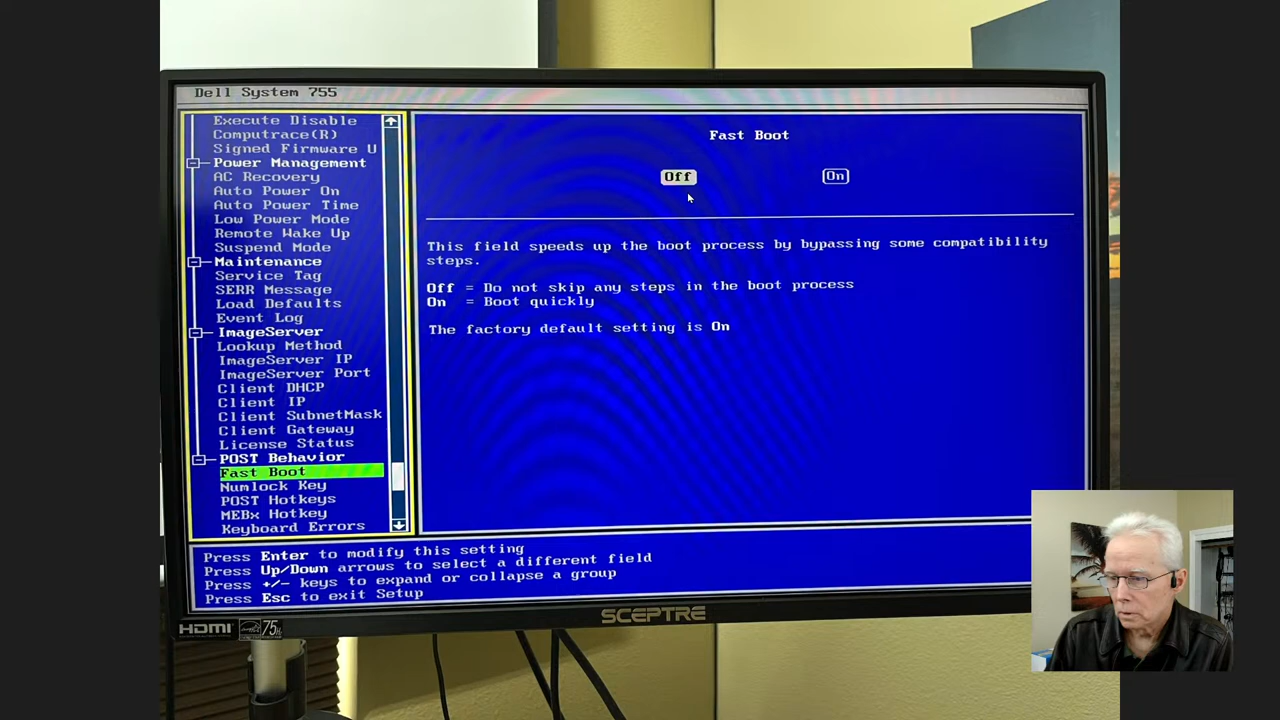 Dell System 755
Execute Disable
Computrace(R)
Signed Firmware U
Power Management
AC Recovery
Auto Power On
Auto Power Time
Low Power Mode
Remote Wake Up
Suspend Mode
Maintenance
Service Tag
SERR Message
Load Defaults
Event Log
ImageServer
Lookup Method
ImageServer IP
ImageServer Port
Client DHCP
Client IP
Client SubnetMask
Client Gateway
License Status
POST Behavior
Fast Boot
Numlock Key
POST Hotkeys
MEBx Hotkey
Keyboard Errors
Fast Boot
Off On
This field speeds up the boot process by bypassing some compatibility
steps.
Off = Do not skip any steps in the boot process
On = Boot quickly
The factory default setting is On
Press Enter to modify this setting
Press Up/Down arrows to select a different field
Press +/- keys to expand or collapse a group
Press Esc to exit Setup
SCEPTRE
HDMI 75